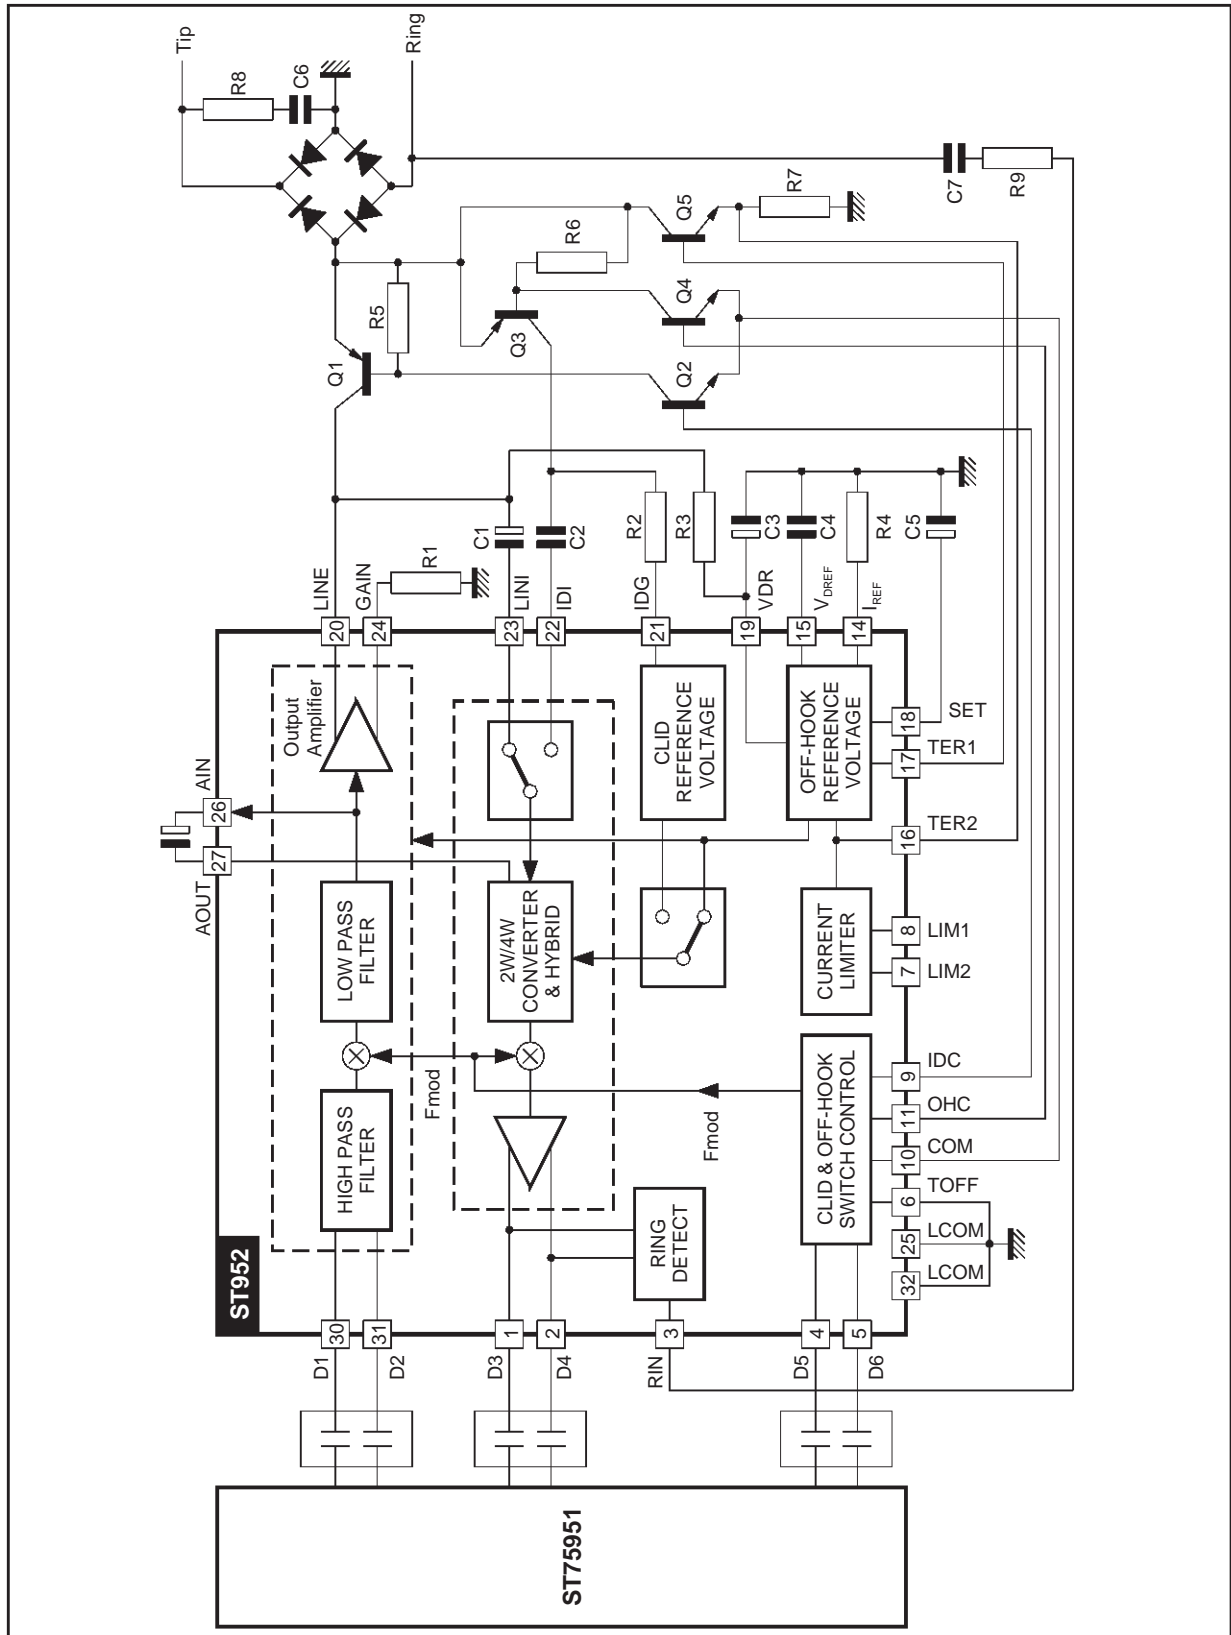 ST75951
ST952
D1
D2
D3
D4
RIN
D5
D6
30
31
1
2
3
4
5
HIGH PASS
FILTER
LOW PASS
FILTER
Output
Amplifier
Fmod
2W/4W
CONVERTER
& HYBRID
RING
DETECT
Fmod
CLID & OFF-HOOK
SWITCH CONTROL
CURRENT
LIMITER
CLID
REFERENCE
VOLTAGE
OFF-HOOK
REFERENCE
VOLTAGE
AOUT
27
26
AIN
32
LCOM
25
LCOM
6
TOFF
10
COM
11
OHC
9
IDC
7
LIM2
8
LIM1
16
TER2
17
TER1
18
SET
20
LINE
24
GAIN
23
LINI
22
IDI
21
IDG
19
VDR
15
VDREF
14
IREF
R1
C1
C2
R2
R3
C3
C4
R4
C5
Q1
R5
Q3
R6
Q2
Q4
Q5
R7
C7
R9
R8
C6
Tip
Ring